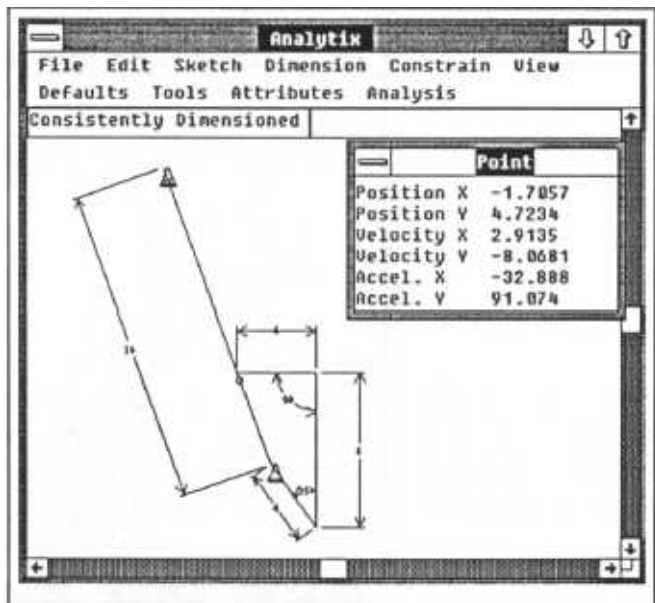 Analytix
File Edit Sketch Dimension Constrain View
Defaults Tools Attributes Analysis
Consistently Dimensioned
Point
Position X -1.7057
Position Y 4.7234
Velocity X 2.9135
Velocity Y -8.0681
Accel. X -32.888
Accel. Y 91.074